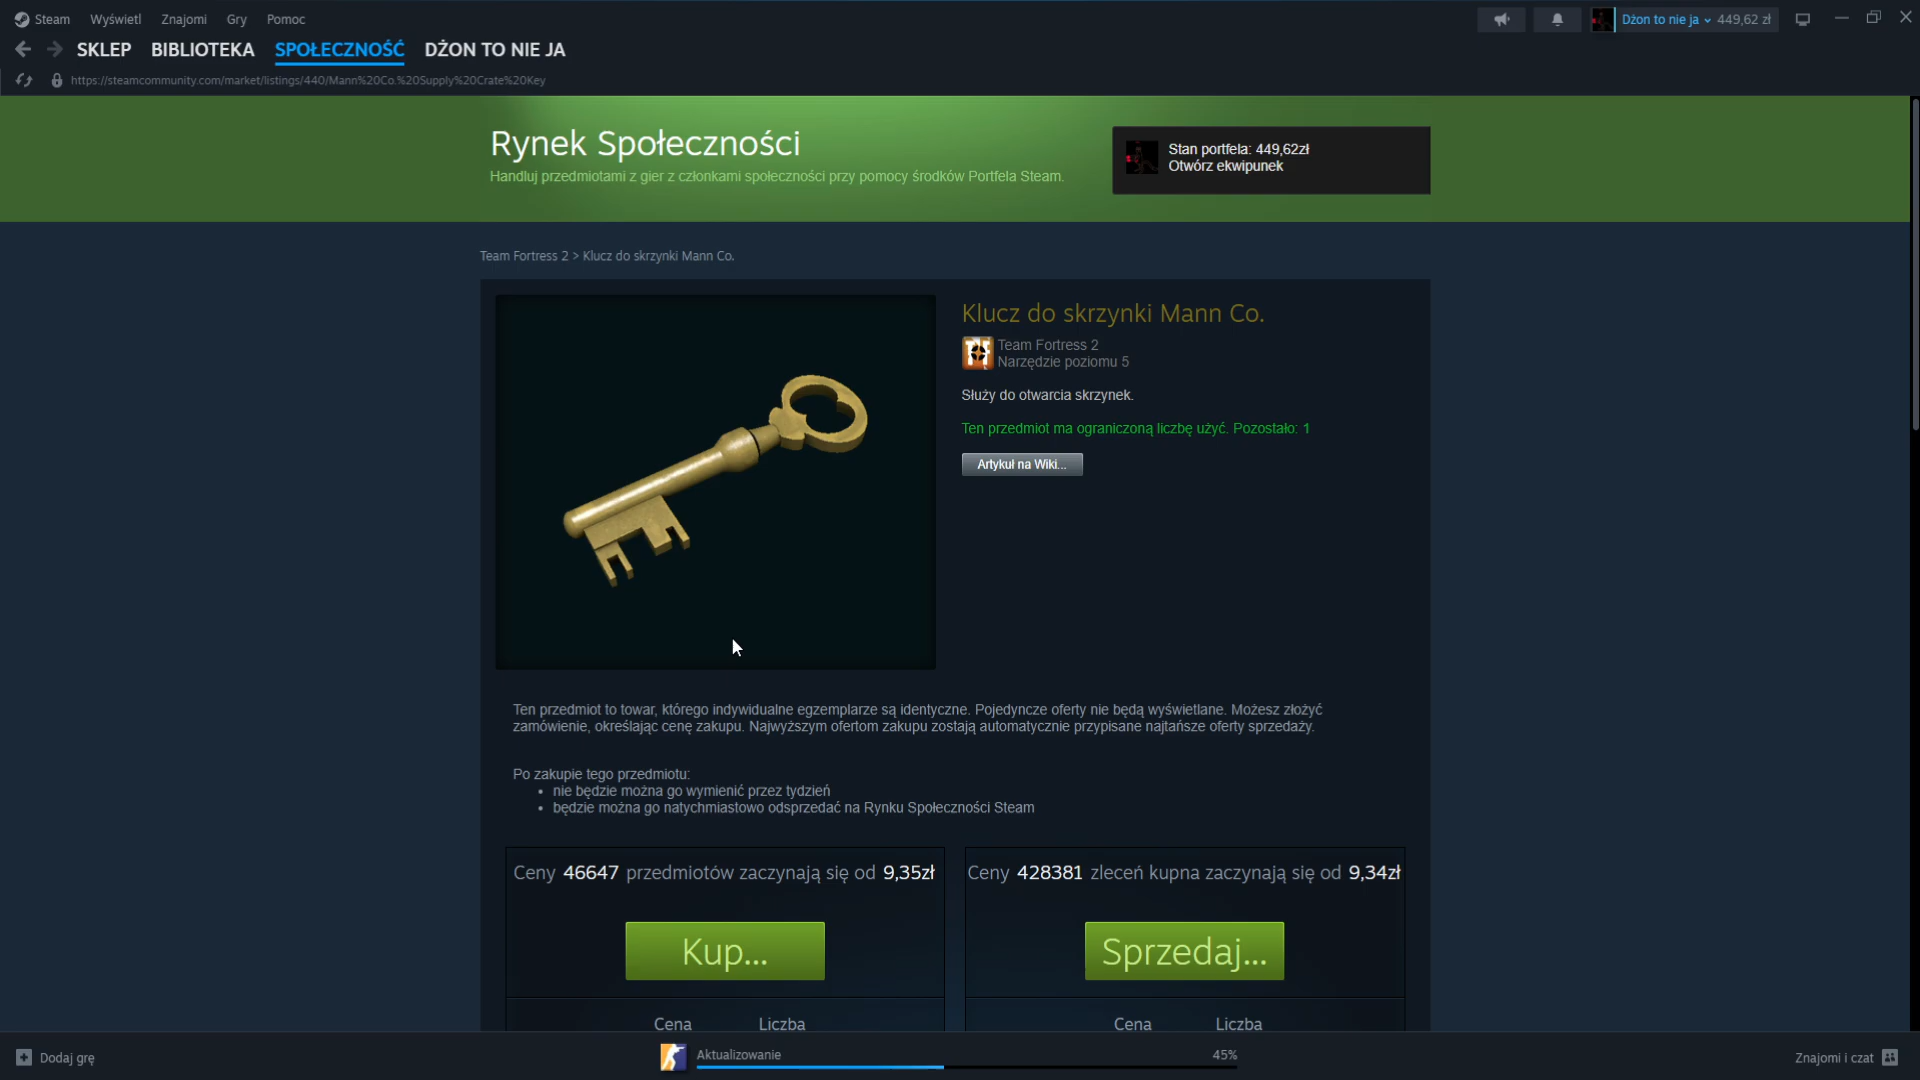 Steam Wyświetl Znajomi Gry Pomoc
Dżon to nie ja 449,62 zł
SKLEP BIBLIOTEKA SPOŁECZNOŚĆ DŻON TO NIE JA
https://steamcommunity.com/market/listings/440/Mann%20Co.%20Supply%20Crate%20Key
Rynek Społeczności
Handluj przedmiotami z gier z członkami społeczności przy pomocy środków Portfela Steam.
Stan portfela: 449,62zł
Otwórz ekwipunek
Team Fortress 2 > Klucz do skrzynki Mann Co.
Klucz do skrzynki Mann Co.
Team Fortress 2
Narzędzie poziomu 5
Służy do otwarcia skrzynek.
Ten przedmiot ma ograniczoną liczbę użyć. Pozostało: 1
Artykuł na Wiki...
Ten przedmiot to towar, którego indywidualne egzemplarze są identyczne. Pojedyncze oferty nie będą wyświetlane. Możesz złożyć
zamówienie, określając cenę zakupu. Najwyższym ofertom zakupu zostają automatycznie przypisane najtańsze oferty sprzedaży.
Po zakupie tego przedmiotu:
• nie będzie można go wymienić przez tydzień
• będzie można go natychmiastowo odsprzedać na Rynku Społeczności Steam
Ceny 46647 przedmiotów zaczynają się od 9,35zł
Kup...
Cena Liczba
Ceny 428381 zleceń kupna zaczynają się od 9,34zł
Sprzedaj...
Cena Liczba
Dodaj grę
Aktualizowanie 45%
Znajomi i czat